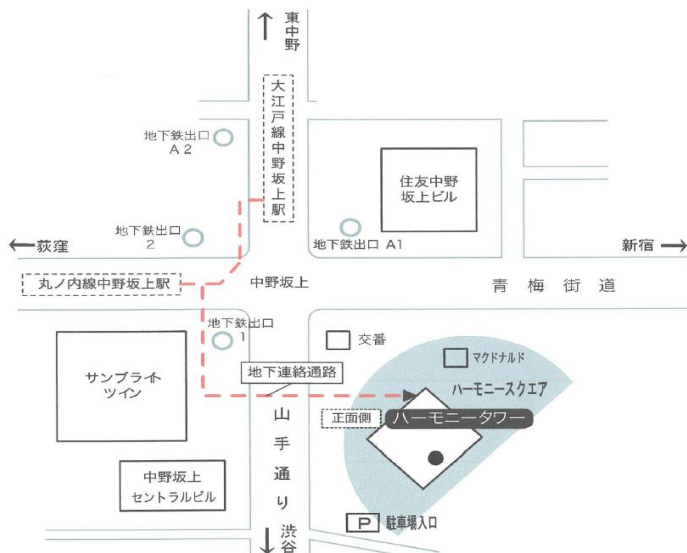 東中野
大江戸線中野坂上駅
地下鉄出口
A2
住友中野
坂上ビル
地下鉄出口
2
地下鉄出口 A1
荻窪
新宿
丸ノ内線中野坂上駅
中野坂上
青梅街道
地下鉄出口
1
交番
マクドナルド
サンブライト
ツイン
地下連絡通路
ハーモニースクエア
正面側
ハーモニータワー
山手通り
中野坂上
セントラルビル
P
駐車場入口
渋谷